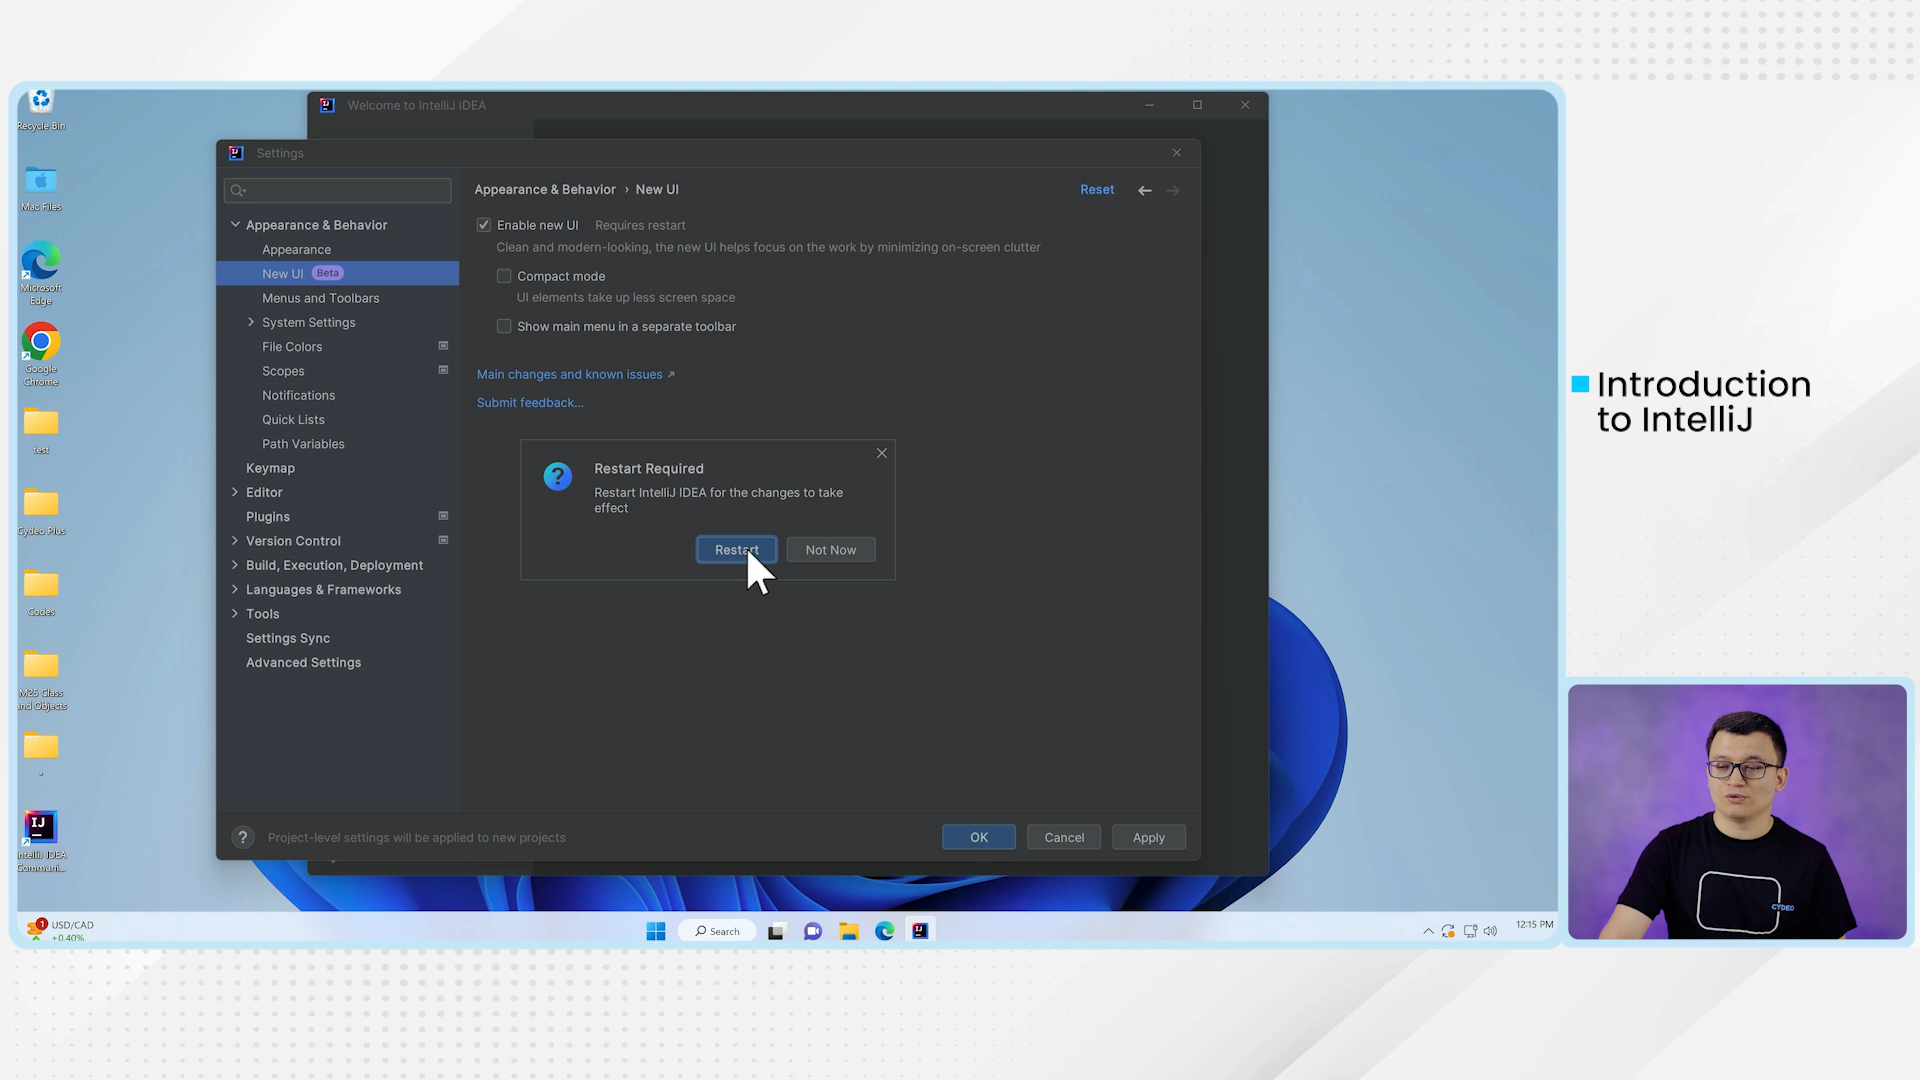 Recycle Bin
Mac Files
Microsoft
Edge
Google
Chrome
test
Cydeo Plus
Codes
M25 Class
and Objects
IJ
IntelliJ IDEA
Communi...
Welcome to IntelliJ IDEA
Settings
Appearance & Behavior
Appearance
New UI Beta
Menus and Toolbars
System Settings
File Colors
Scopes
Notifications
Quick Lists
Path Variables
Keymap
Editor
Plugins
Version Control
Build, Execution, Deployment
Languages & Frameworks
Tools
Settings Sync
Advanced Settings
Appearance & Behavior › New UI
Reset
Enable new UI Requires restart
Clean and modern-looking, the new UI helps focus on the work by minimizing on-screen clutter
Compact mode
UI elements take up less screen space
Show main menu in a separate toolbar
Main changes and known issues
Submit feedback...
Restart Required
Restart IntelliJ IDEA for the changes to take
effect
Restart Not Now
? Project-level settings will be applied to new projects
OK Cancel Apply
1 USD/CAD
+0.40%
Search
12:15 PM
Introduction
to IntelliJ
CYDEO